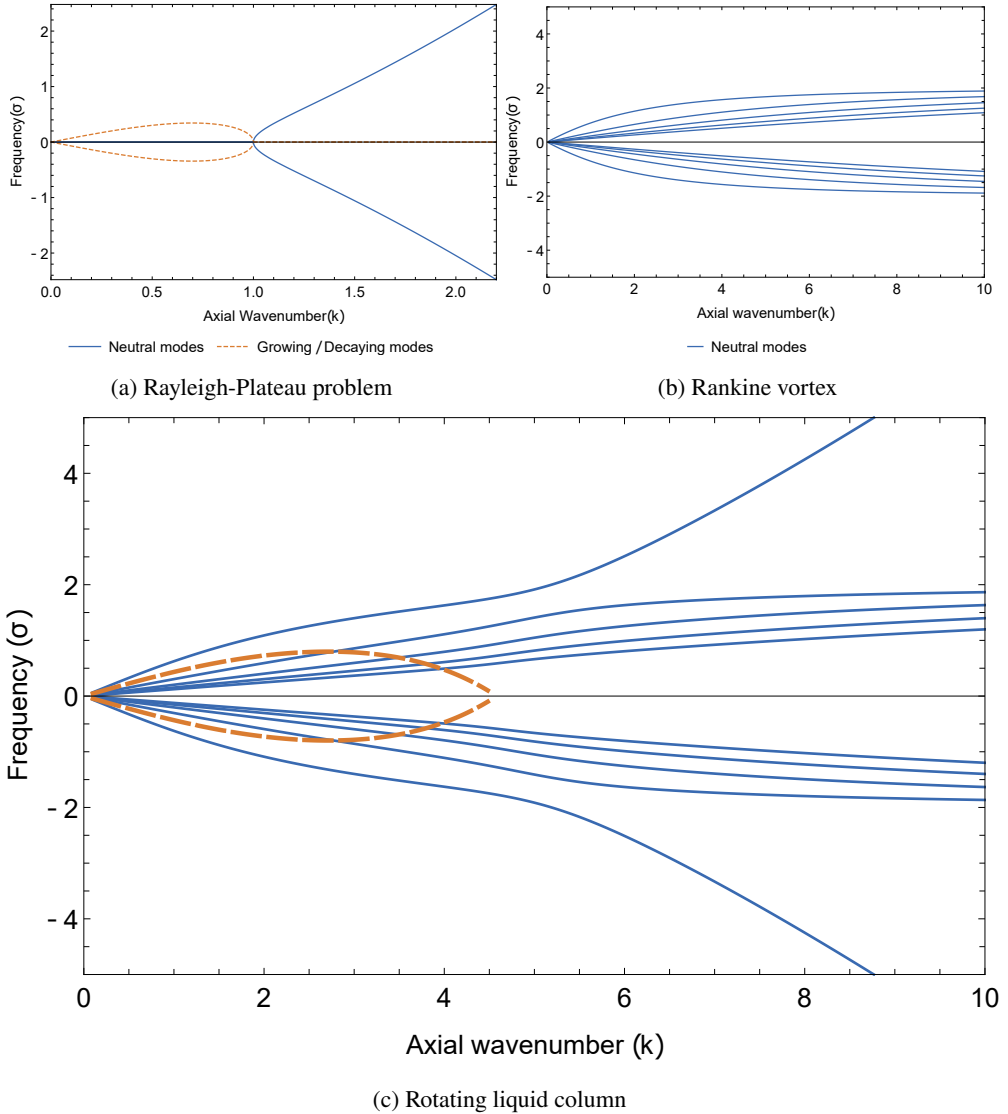 2
1
0
- 1
- 2
Frequency(σ)
0.0 0.5 1.0 1.5 2.0
Axial Wavenumber(k)
Neutral modes Growing / Decaying modes
(a) Rayleigh-Plateau problem
4
2
0
- 2
- 4
Frequency(σ)
0 2 4 6 8 10
Axial wavenumber(k)
Neutral modes
(b) Rankine vortex
4
2
0
- 2
- 4
Frequency (σ)
0 2 4 6 8 10
Axial wavenumber (k)
(c) Rotating liquid column